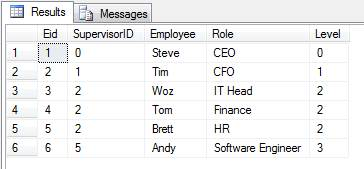 Results Messages
Eid SupervisorID Employee Role Level
1 1 0 Steve CEO 0
2 2 1 Tim CFO 1
3 3 2 Woz IT Head 2
4 4 2 Tom Finance 2
5 5 2 Brett HR 2
6 6 5 Andy Software Engineer 3